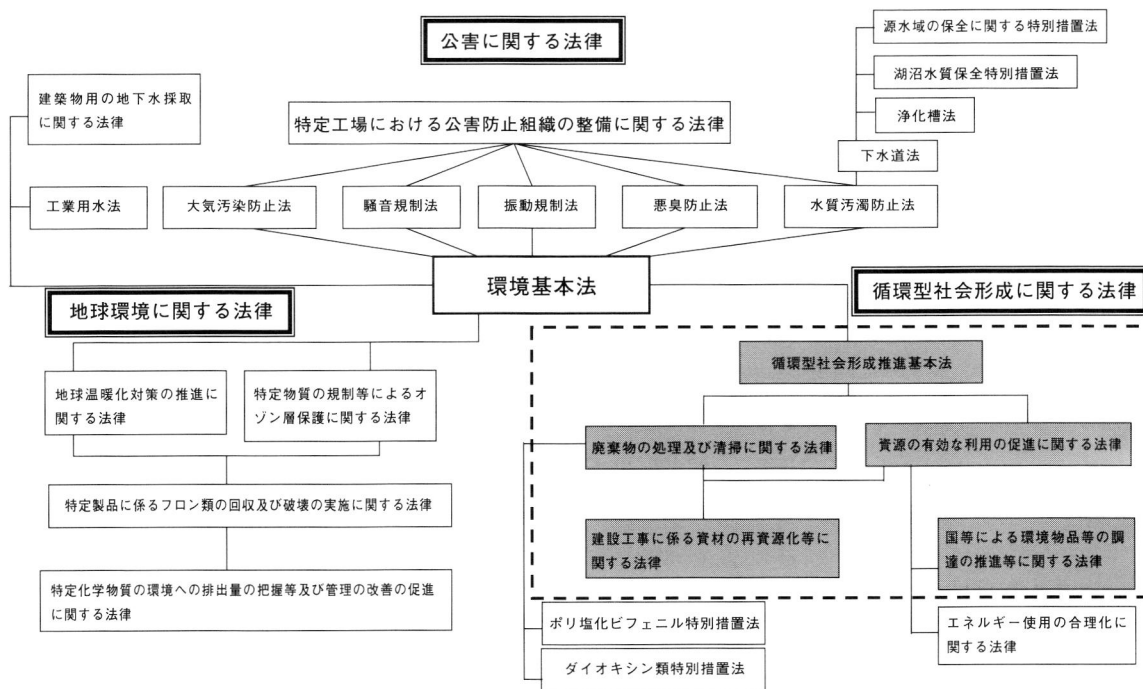 公害に関する法律
源水域の保全に関する特別措置法
湖沼水質保全特別措置法
浄化槽法
下水道法
建築物用の地下水採取
に関する法律
特定工場における公害防止組織の整備に関する法律
工業用水法
大気汚染防止法
騒音規制法
振動規制法
悪臭防止法
水質汚濁防止法
環境基本法
地球環境に関する法律
循環型社会形成に関する法律
循環型社会形成推進基本法
地球温暖化対策の推進に
関する法律
特定物質の規制等によるオ
ゾン層保護に関する法律
廃棄物の処理及び清掃に関する法律
資源の有効な利用の促進に関する法律
特定製品に係るフロン類の回収及び破壊の実施に関する法律
建設工事に係る資材の再資源化等に
関する法律
国等による環境物品等の調
達の推進等に関する法律
特定化学物質の環境への排出量の把握等及び管理の改善の促進
に関する法律
ポリ塩化ビフェニル特別措置法
エネルギー使用の合理化に
関する法律
ダイオキシン類特別措置法